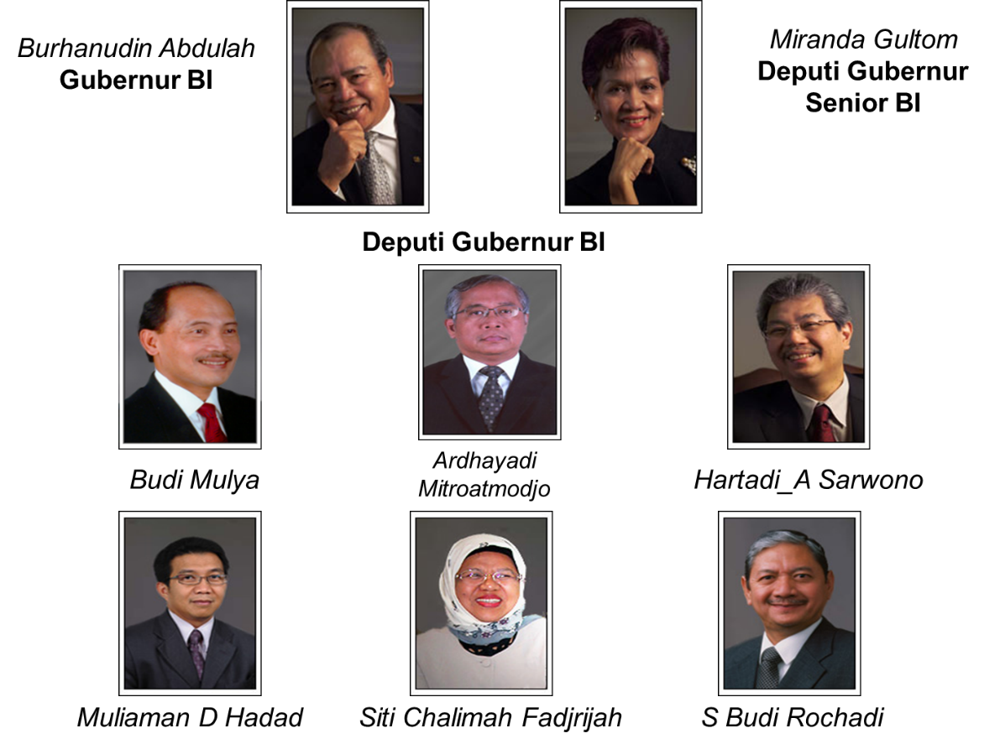 Burhanudin Abdulah
Gubernur BI
Miranda Gultom
Deputi Gubernur
Senior BI
Deputi Gubernur BI
Budi Mulya
Ardhayadi
Mitroatmodjo
Hartadi_A Sarwono
Muliaman D Hadad
Siti Chalimah Fadjrijah
S Budi Rochadi